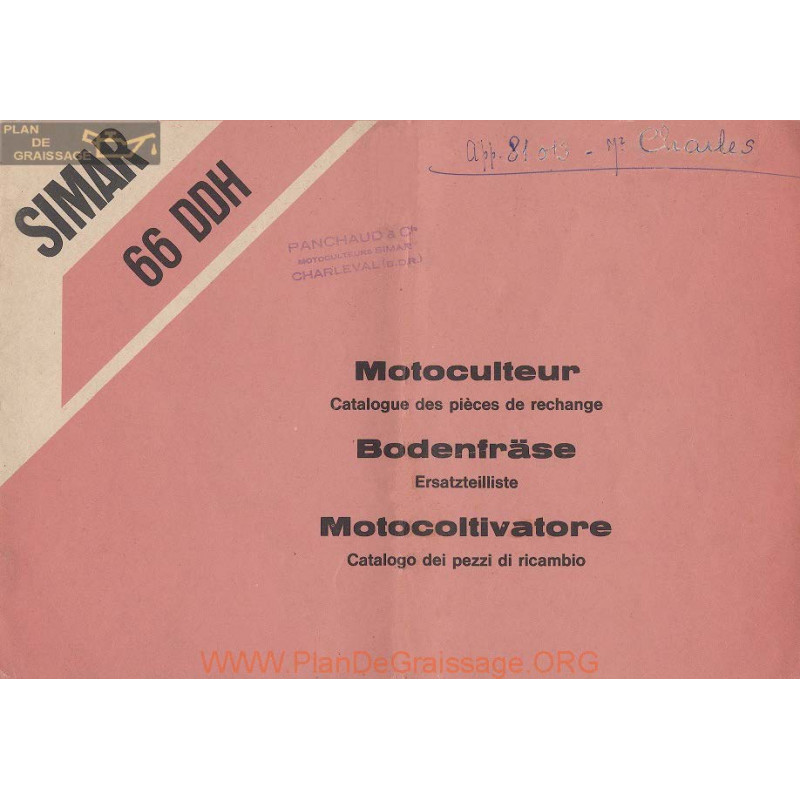 PLAN
DE
GRAISSAGE
SIMAR
66 DDH
App. 81 013 - Mr Charles
PANCHAUD & Cie
MOTOCULTEURS SIMAR
CHARLEVAL (B.D.R.)
Motoculteur
Catalogue des pièces de rechange
Bodenfräse
Ersatzteilliste
Motocoltivatore
Catalogo dei pezzi di ricambio
www.PlanDeGraissage.ORG